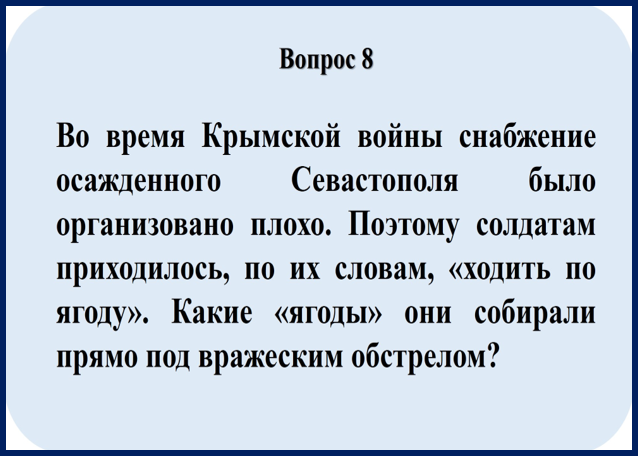 Вопрос 8
Во время Крымской войны снабжение
осажденного Севастополя было
организовано плохо. Поэтому солдатам
приходилось, по их словам, «ходить по
ягоду». Какие «ягоды» они собирали
прямо под вражеским обстрелом?